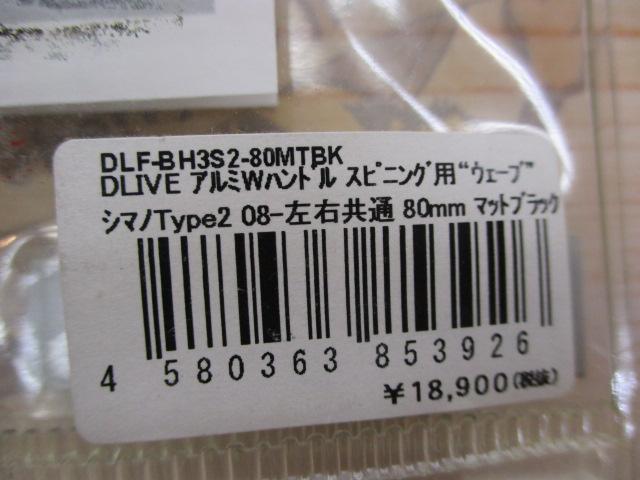 DLF-BH3S2-80MTBK
DLIVE アルミWハンドル スピニング用“ウェーブ”
シマノType2 08-左右共通 80mm マットブラック
4 580363 853926
￥18,900(税抜)